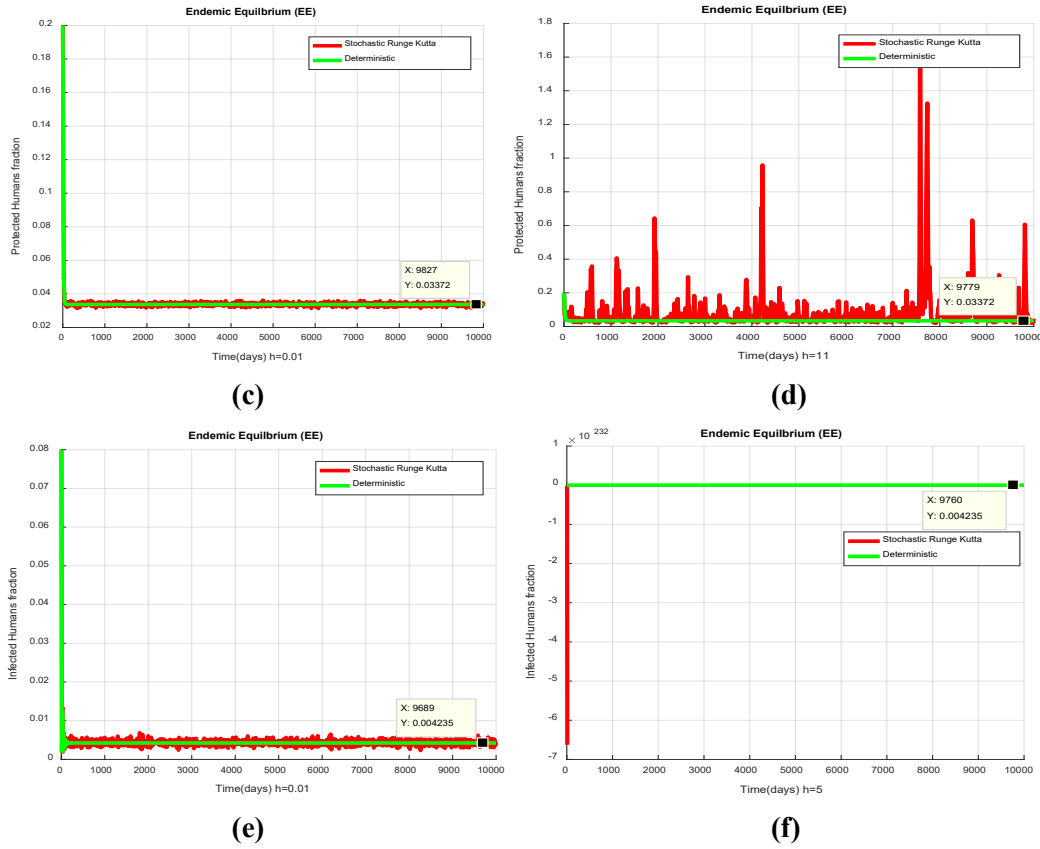 Endemic Equilbrium (EE)
Protected Humans fraction
0.2
0.18
0.16
0.14
0.12
0.1
0.08
0.06
0.04
0.02
Stochastic Runge Kutta
Deterministic
X: 9827
Y: 0.03372
0 1000 2000 3000 4000 5000 6000 7000 8000 9000 10000
Time(days) h=0.01
(c)
Endemic Equilbrium (EE)
Protected Humans fraction
1.8
1.6
1.4
1.2
1
0.8
0.6
0.4
0.2
0
Stochastic Runge Kutta
Deterministic
X: 9779
Y: 0.03372
0 1000 2000 3000 4000 5000 6000 7000 8000 9000 10000
Time(days) h=11
(d)
Endemic Equilbrium (EE)
Infected Humans fraction
0.08
0.07
0.06
0.05
0.04
0.03
0.02
0.01
0
Stochastic Runge Kutta
Deterministic
X: 9689
Y: 0.004235
0 1000 2000 3000 4000 5000 6000 7000 8000 9000 10000
Time(days) h=0.01
(e)
Endemic Equilbrium (EE)
× 10 232
Infected Humans fraction
1
0
-1
-2
-3
-4
-5
-6
-7
X: 9760
Y: 0.004235
Stochastic Runge Kutta
Deterministic
0 1000 2000 3000 4000 5000 6000 7000 8000 9000 10000
Time(days) h=5
(f)